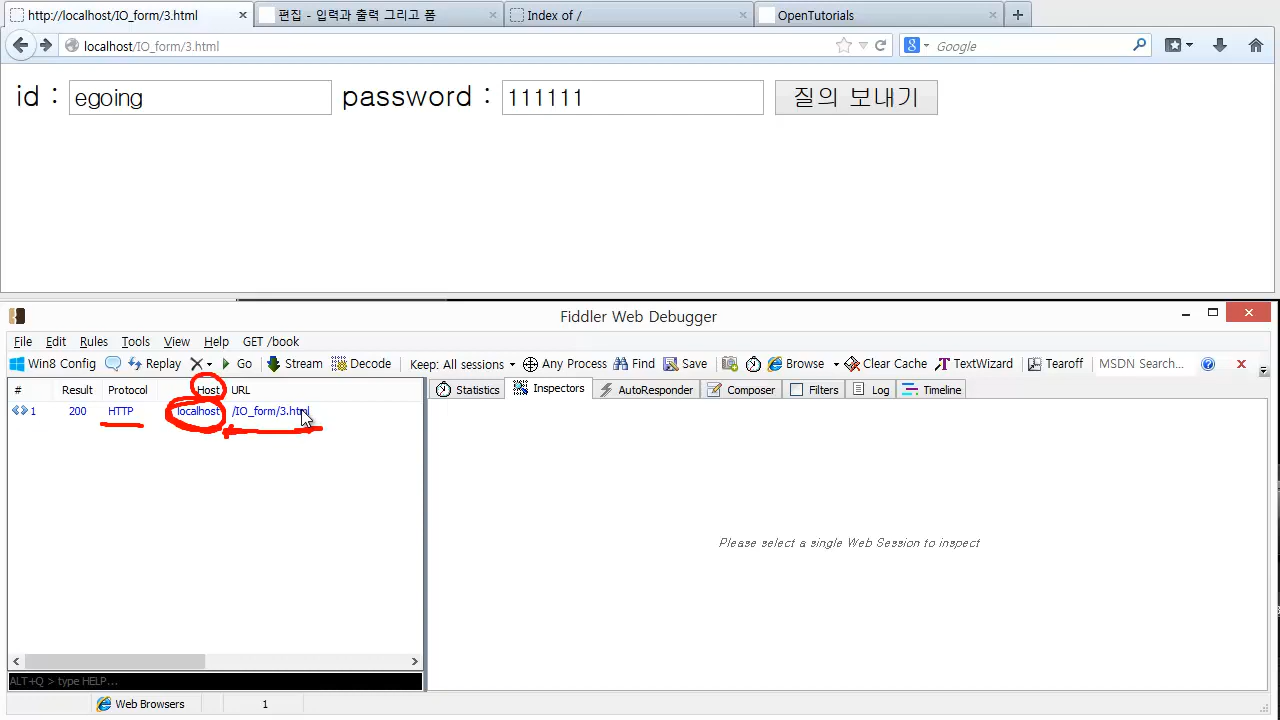 http://localhost/IO_form/3.html
편집 - 입력과 출력 그리고 폼
Index of /
OpenTutorials
localhost/IO_form/3.html
Google
id : egoing password : 111111 질의 보내기
Fiddler Web Debugger
File Edit Rules Tools View Help GET /book
Win8 Config Replay Go Stream Decode Keep: All sessions Any Process Find Save Browse Clear Cache TextWizard Tearoff MSDN Search...
# Result Protocol Host URL
Statistics Inspectors AutoResponder Composer Filters Log Timeline
1 200 HTTP localhost /IO_form/3.html
Please select a single Web Session to inspect
ALT+Q > type HELP...
Web Browsers 1